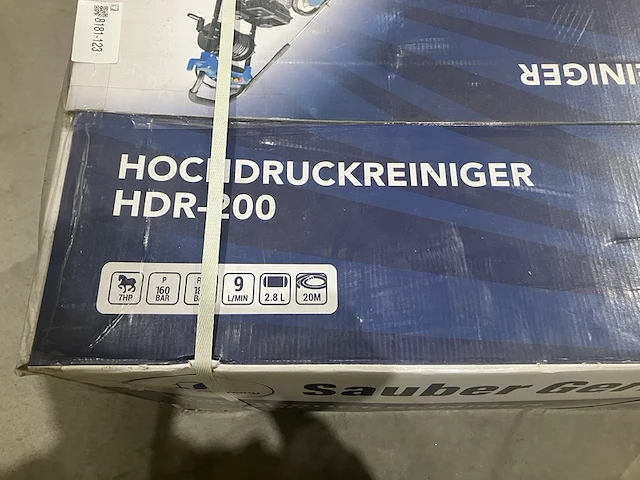 8181-123
REINIGER
HOCHDRUCKREINIGER
HDR-200
7HP
P
160
BAR
P
9
L/MIN
2.8 L
20M
Sauber